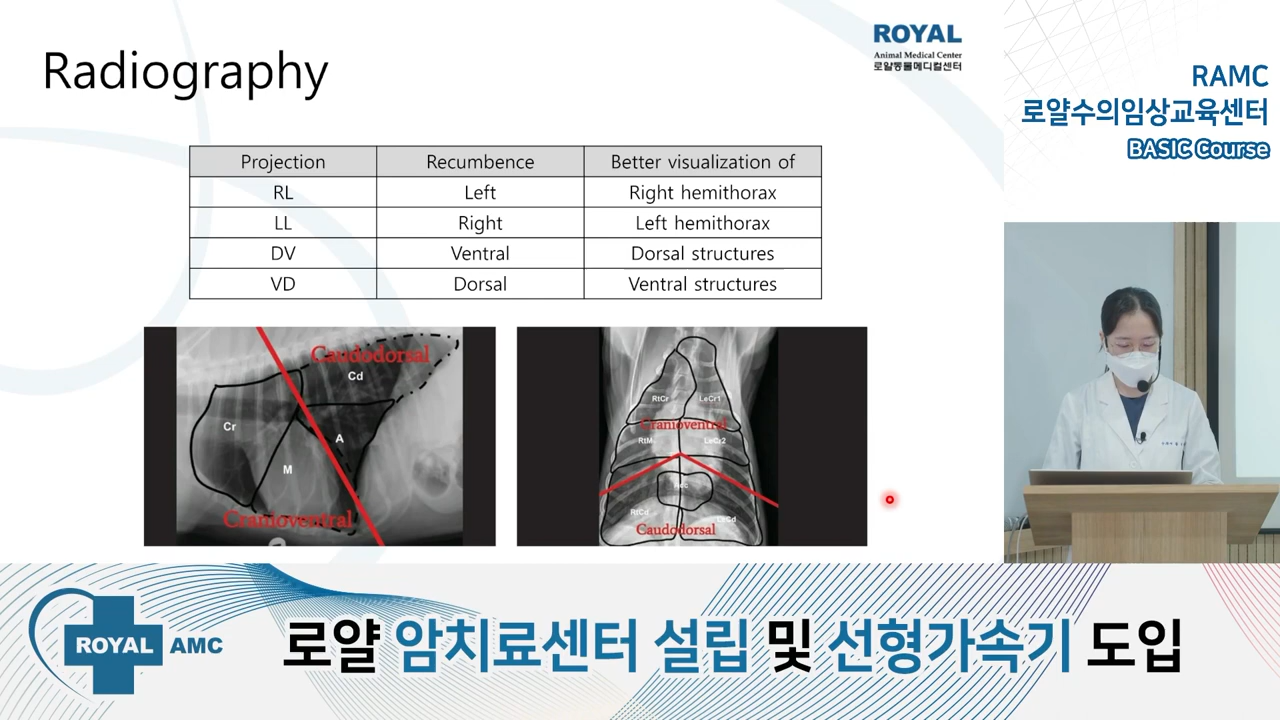 Radiography
ROYAL
Animal Medical Center
로얄동물메디컬센터
RAMC
로얄수의임상교육센터
BASIC Course
Projection Recumbence Better visualization of
RL Left Right hemithorax
LL Right Left hemithorax
DV Ventral Dorsal structures
VD Dorsal Ventral structures
Caudodorsal
Cd
Cr
A
M
Cranioventral
RtCr LeCr1
Cranioventral
RtM LeCr2
RtCd LeCd
Caudodorsal
ROYAL AMC
로얄 암치료센터 설립 및 선형가속기 도입